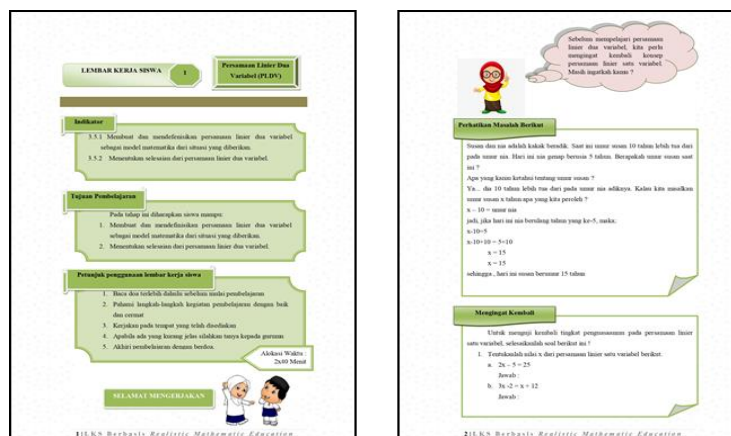 LEMBAR KERJA SISWA
1
Persamaan Linier Dua
Variabel (PLDV)
Indikator
3.5.1 Membuat dan mendefenisikan persamaan linier dua variabel
sebagai model matematika dari situasi yang diberikan.
3.5.2 Menentukan selesaian dari persamaan linier dua variabel.
Tujuan Pembelajaran
Pada tahap ini diharapkan siswa mampu:
1. Membuat dan mendefinisikan persamaan linier dua variabel
sebagai model matematika dari situasi yang diberikan.
2. Menentukan selesaian dari persamaan linier dua variabel.
Petunjuk penggunaan lembar kerja siswa
1. Baca doa terlebih dahulu sebelum mulai pembelajaran
2. Pahami langkah-langkah kegiatan pembelajaran dengan baik
dan cermat
3. Kerjakan pada tempat yang telah disediakan
4. Apabila ada yang kurang jelas silahkan tanya kepada gurumu
5. Akhiri pembelajaran dengan berdoa.
Alokasi Waktu :
2x40 Menit
SELAMAT MENGERJAKAN
1|LKS Berbasis Realistic Mathematic Education
Sebelum mempelajari persamaan
linier dua variabel, kita perlu
mengingat kembali konsep
persamaan linier satu variabel.
Masih ingatkah kamu ?
Perhatikan Masalah Berikut
Susan dan nia adalah kakak beradik. Saat ini umur susan 10 tahun lebih tua dari
pada umur nia. Hari ini nia genap berusia 5 tahun. Berapakah umur susan saat
ini ?
Apa yang kamu ketahui tentang umur susan ?
Ya... dia 10 tahun lebih tua dari pada umur nia adiknya. Kalau kita misalkan
umur susan x tahun apa yang kita peroleh ?
x – 10 = umur nia
jadi, jika hari ini nia berulang tahun yang ke-5, maka;
x-10=5
x-10+10 = 5+10
x = 15
x = 15
sehingga , hari ini susan berumur 15 tahun
Mengingat Kembali
Untuk menguji kembali tingkat penguasaanmu pada persamaan linier
satu variabel, selesaikanlah soal berikut ini !
1. Tentukanlah nilai x dari persamaan linier satu variabel berikut:
a. 2x – 5 = 25
Jawab :
b. 3x -2 = x + 12
Jawab :
2|LKS Berbasis Realistic Mathematic Education